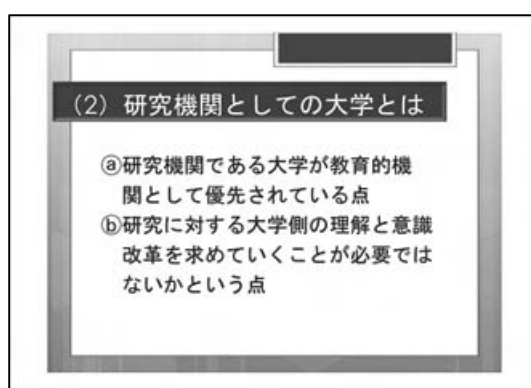 (2) 研究機関としての大学とは
ⓐ研究機関である大学が教育的機
関として優先されている点
ⓑ研究に対する大学側の理解と意識
改革を求めていくことが必要では
ないかという点